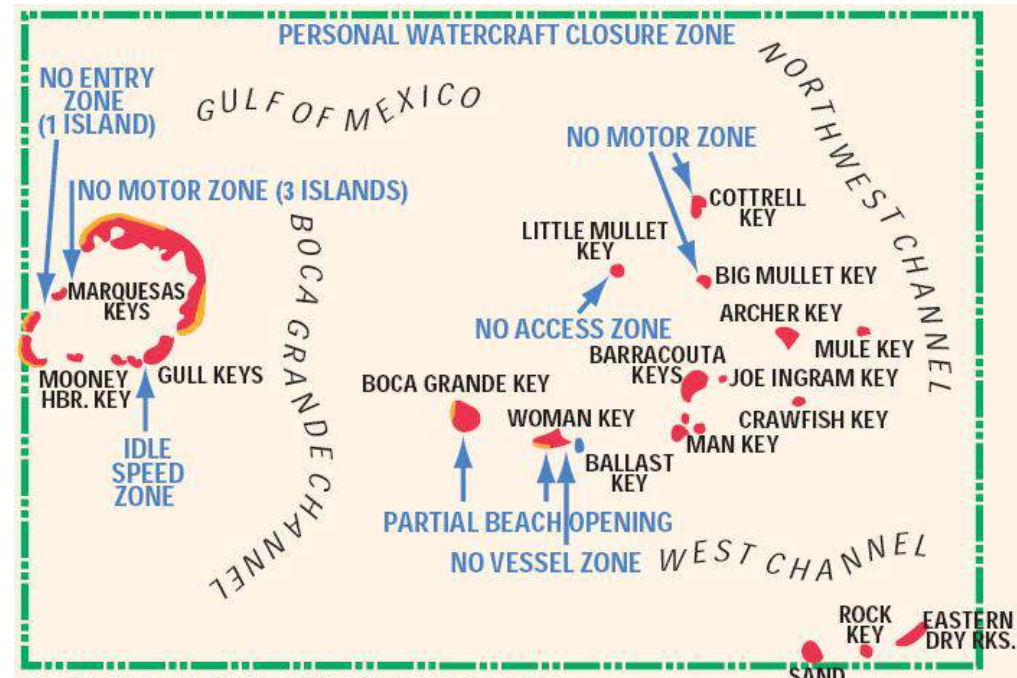 PERSONAL WATERCRAFT CLOSURE ZONE
NO ENTRY
ZONE
(1 ISLAND)
GULF OF MEXICO
NORTHWEST CHANNEL
NO MOTOR ZONE
NO MOTOR ZONE (3 ISLANDS)
COTTRELL
KEY
BOCA GRANDE CHANNEL
LITTLE MULLET
KEY
BIG MULLET KEY
MARQUESAS
KEYS
ARCHER KEY
NO ACCESS ZONE
MULE KEY
BARRACOUTA
KEYS
MOONEY
HBR. KEY
GULL KEYS
BOCA GRANDE KEY
JOE INGRAM KEY
WOMAN KEY
CRAWFISH KEY
MAN KEY
IDLE
SPEED
ZONE
BALLAST
KEY
PARTIAL BEACH OPENING
NO VESSEL ZONE
WEST CHANNEL
ROCK
KEY
EASTERN
DRY RKS.
SAND